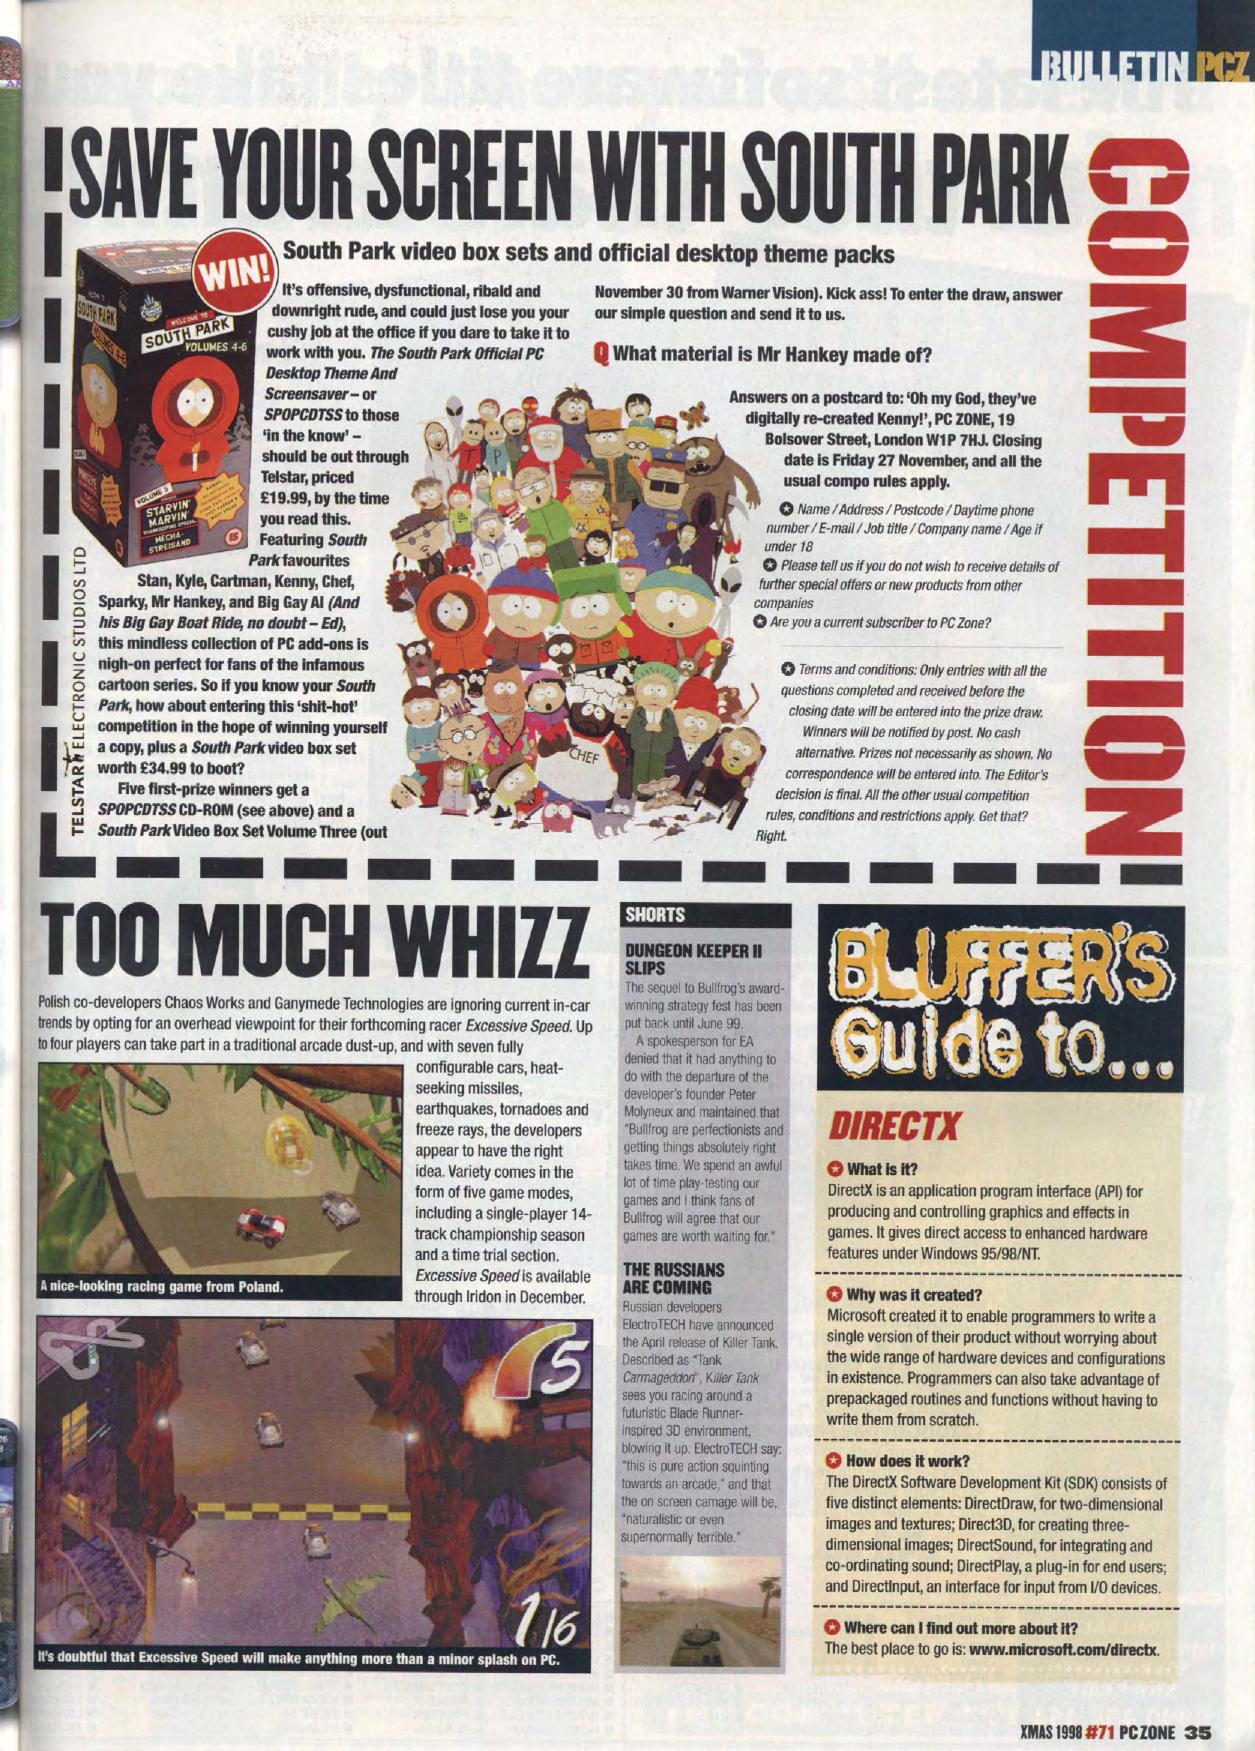 BULLETIN PCZ
SAVE YOUR SCREEN WITH SOUTH PARK
COMPETITION
WIN!
WELCOME TO
SOUTH PARK
VOLUMES 4-6
SOUTH PARK
VOLUMES 4-6
VOLUME 5
STARVIN'
MARVIN'
THANKSGIVING SPECIAL
MECHA-
STREISAND
15
TELSTAR ELECTRONIC STUDIOS LTD
South Park video box sets and official desktop theme packs
It's offensive, dysfunctional, ribald and
downright rude, and could just lose you your
cushy job at the office if you dare to take it to
work with you. The South Park Official PC
Desktop Theme And
Screensaver – or
SPOPCDTSS to those
'in the know' –
should be out through
Telstar, priced
£19.99, by the time
you read this.
Featuring South
Park favourites
Stan, Kyle, Cartman, Kenny, Chef,
Sparky, Mr Hankey, and Big Gay Al (And
his Big Gay Boat Ride, no doubt – Ed),
this mindless collection of PC add-ons is
nigh-on perfect for fans of the infamous
cartoon series. So if you know your South
Park, how about entering this 'shit-hot'
competition in the hope of winning yourself
a copy, plus a South Park video box set
worth £34.99 to boot?
Five first-prize winners get a
SPOPCDTSS CD-ROM (see above) and a
South Park Video Box Set Volume Three (out
November 30 from Warner Vision). Kick ass! To enter the draw, answer
our simple question and send it to us.
Q What material is Mr Hankey made of?
T P
CHEF
Answers on a postcard to: 'Oh my God, they've
digitally re-created Kenny!', PC ZONE, 19
Bolsover Street, London W1P 7HJ. Closing
date is Friday 27 November, and all the
usual compo rules apply.
Name / Address / Postcode / Daytime phone
number / E-mail / Job title / Company name / Age if
under 18
Please tell us if you do not wish to receive details of
further special offers or new products from other
companies
Are you a current subscriber to PC Zone?
Terms and conditions: Only entries with all the
questions completed and received before the
closing date will be entered into the prize draw.
Winners will be notified by post. No cash
alternative. Prizes not necessarily as shown. No
correspondence will be entered into. The Editor's
decision is final. All the other usual competition
rules, conditions and restrictions apply. Get that?
Right.
TOO MUCH WHIZZ
Polish co-developers Chaos Works and Ganymede Technologies are ignoring current in-car
trends by opting for an overhead viewpoint for their forthcoming racer Excessive Speed. Up
to four players can take part in a traditional arcade dust-up, and with seven fully
configurable cars, heat-
seeking missiles,
earthquakes, tornadoes and
freeze rays, the developers
appear to have the right
idea. Variety comes in the
form of five game modes,
including a single-player 14-
track championship season
and a time trial section.
Excessive Speed is available
through Iridon in December.
A nice-looking racing game from Poland.
5
1/6
It's doubtful that Excessive Speed will make anything more than a minor splash on PC.
SHORTS
DUNGEON KEEPER II
SLIPS
The sequel to Bullfrog's award-
winning strategy fest has been
put back until June 99.
A spokesperson for EA
denied that it had anything to
do with the departure of the
developer's founder Peter
Molyneux and maintained that
"Bullfrog are perfectionists and
getting things absolutely right
takes time. We spend an awful
lot of time play-testing our
games and I think fans of
Bullfrog will agree that our
games are worth waiting for."
THE RUSSIANS
ARE COMING
Russian developers
ElectroTECH have announced
the April release of Killer Tank.
Described as "Tank
Carmageddon", Killer Tank
sees you racing around a
futuristic Blade Runner-
inspired 3D environment,
blowing it up. ElectroTECH say:
"this is pure action squinting
towards an arcade," and that
the on screen carnage will be,
"naturalistic or even
supernormally terrible."
BLUFFER'S
Guide to...
DIRECTX
What is it?
DirectX is an application program interface (API) for
producing and controlling graphics and effects in
games. It gives direct access to enhanced hardware
features under Windows 95/98/NT.
Why was it created?
Microsoft created it to enable programmers to write a
single version of their product without worrying about
the wide range of hardware devices and configurations
in existence. Programmers can also take advantage of
prepackaged routines and functions without having to
write them from scratch.
How does it work?
The DirectX Software Development Kit (SDK) consists of
five distinct elements: DirectDraw, for two-dimensional
images and textures; Direct3D, for creating three-
dimensional images; DirectSound, for integrating and
co-ordinating sound; DirectPlay, a plug-in for end users;
and DirectInput, an interface for input from I/O devices.
Where can I find out more about it?
The best place to go is: www.microsoft.com/directx.
XMAS 1998 #71 PC ZONE 35